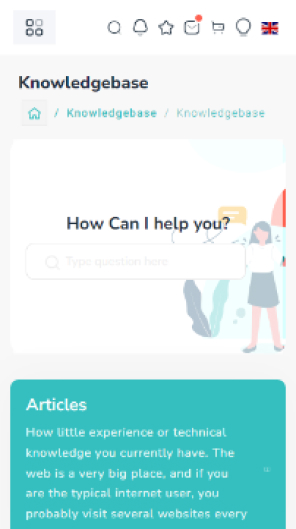 Knowledgebase
/ Knowledgebase / Knowledgebase
How Can I help you?
Type question here
Articles
How little experience or technical
knowledge you currently have. The
web is a very big place, and if you
are the typical internet user, you
probably visit several websites every